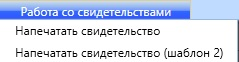 Работа со свидетельствами
Напечатать свидетельство
Напечатать свидетельство (шаблон 2)